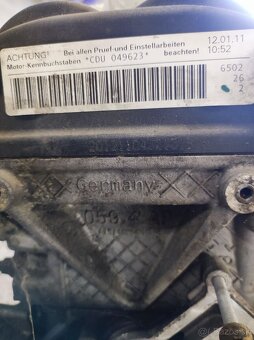 ACHTUNG! Bei allen Pruef-und Einstellarbeiten
Motor-Kennbuchstaben *CDU 049623* beachten!
12.01.11
10:52
6502
26
2
Germany
059